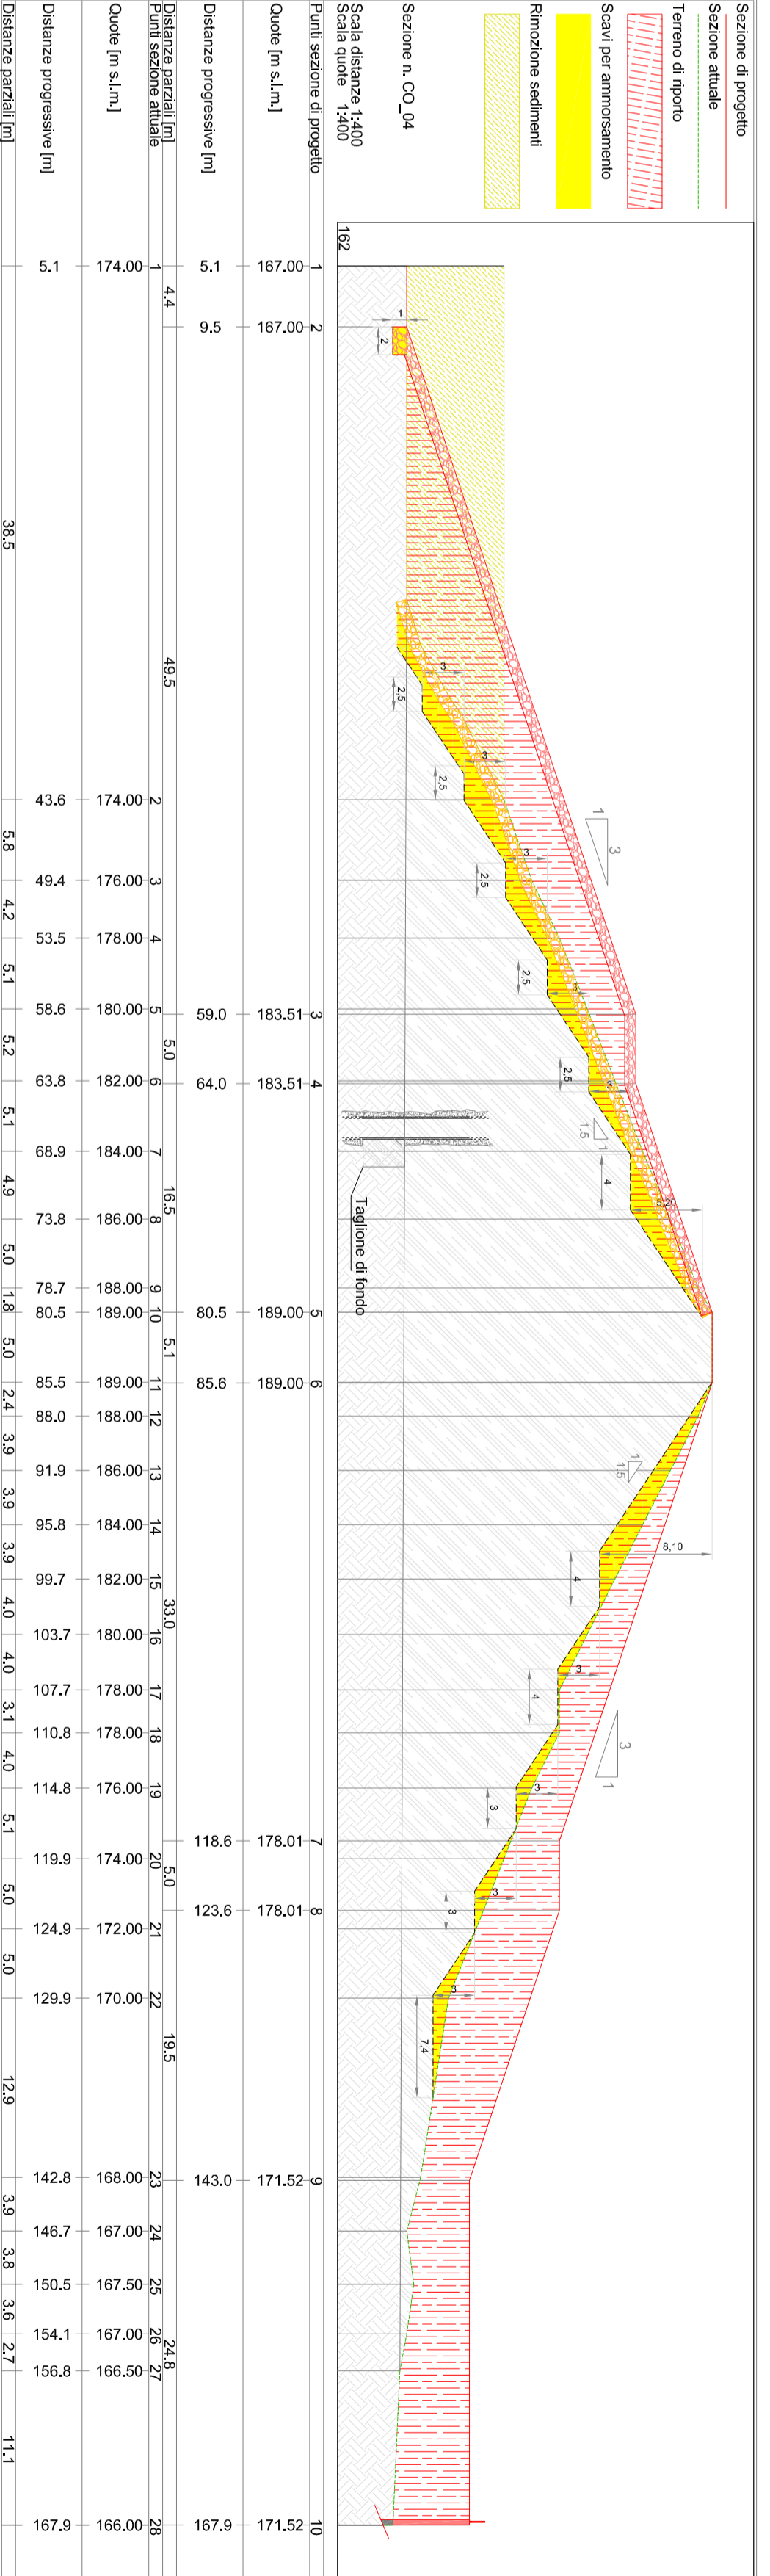 Sezione di progetto
Sezione attuale
Terreno di riporto
Scavi per ammorsamento
Rimozione sedimenti
Sezione n. CO_04
Scala distanze 1:400
Scala quote 1:400
162
1
2
3
3
3
3
3
2,5
2,5
2,5
2,5
2,5
1
3
1.5
1
4
5,20
Taglione di fondo
1
1.5
8,10
4
3
4
3
1
3
3
3
3
3
7,4
Punti sezione di progetto 1 2 3 4 5 6 7 8 9 10
Quote [m s.l.m.] 167.00 167.00 183.51 183.51 189.00 189.00 178.01 178.01 171.52 171.52
Distanze progressive [m] 5.1 9.5 59.0 64.0 80.5 85.6 118.6 123.6 143.0 167.9
Distanze parziali [m] 4.4 49.5 5.0 16.5 5.1 33.0 5.0 19.5 24.8
Punti sezione attuale 1 2 3 4 5 6 7 8 9 10 11 12 13 14 15 16 17 18 19 20 21 22 23 24 25 26 27 28
Quote [m s.l.m.] 174.00 174.00 176.00 178.00 180.00 182.00 184.00 186.00 188.00 189.00 189.00 188.00 186.00 184.00 182.00 180.00 178.00 178.00 176.00 174.00 172.00 170.00 168.00 167.00 167.50 167.00 166.50 166.00
Distanze progressive [m] 5.1 43.6 49.4 53.5 58.6 63.8 68.9 73.8 78.7 80.5 85.5 88.0 91.9 95.8 99.7 103.7 107.7 110.8 114.8 119.9 124.9 129.9 142.8 146.7 150.5 154.1 156.8 167.9
Distanze parziali [m] 38.5 5.8 4.2 5.1 5.2 5.1 4.9 5.0 1.8 5.0 2.4 3.9 3.9 3.9 4.0 4.0 3.1 4.0 5.1 5.0 5.0 12.9 3.9 3.8 3.6 2.7 11.1